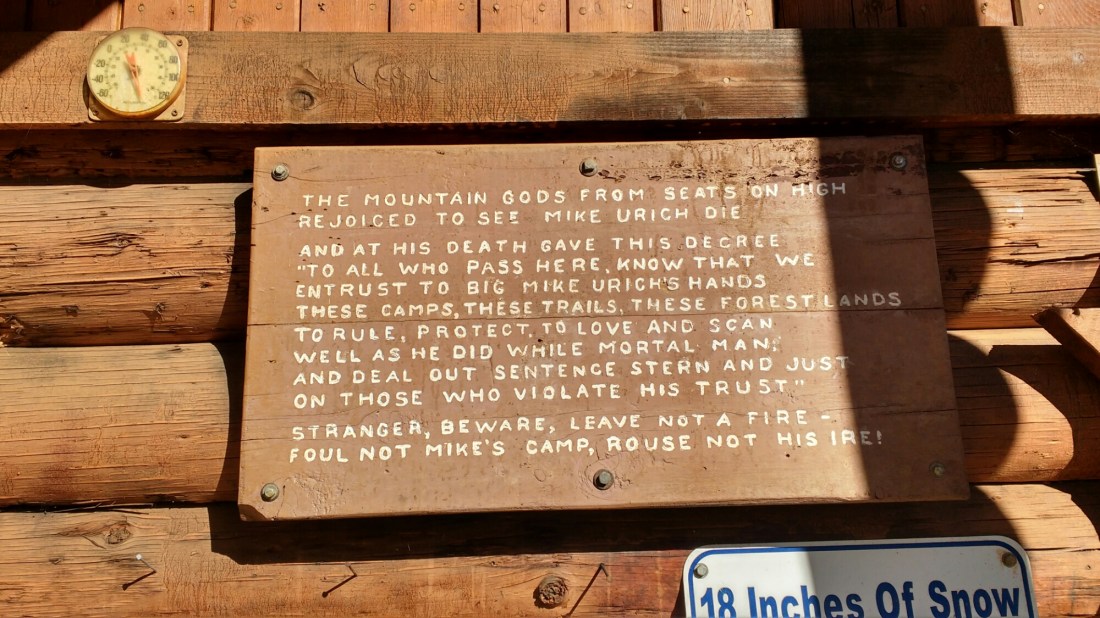 THE MOUNTAIN GODS FROM SEATS ON HIGH
REJOICED TO SEE MIKE URICH DIE
AND AT HIS DEATH GAVE THIS DECREE
"TO ALL WHO PASS HERE, KNOW THAT WE
ENTRUST TO BIG MIKE URICH'S HANDS
THESE CAMPS, THESE TRAILS, THESE FOREST LANDS
TO RULE, PROTECT, TO LOVE AND SCAN
WELL AS HE DID WHILE MORTAL MAN;
AND DEAL OUT SENTENCE STERN AND JUST
ON THOSE WHO VIOLATE HIS TRUST"
STRANGER, BEWARE, LEAVE NOT A FIRE -
FOUL NOT MIKE'S CAMP, ROUSE NOT HIS IRE!
18 Inches Of Snow